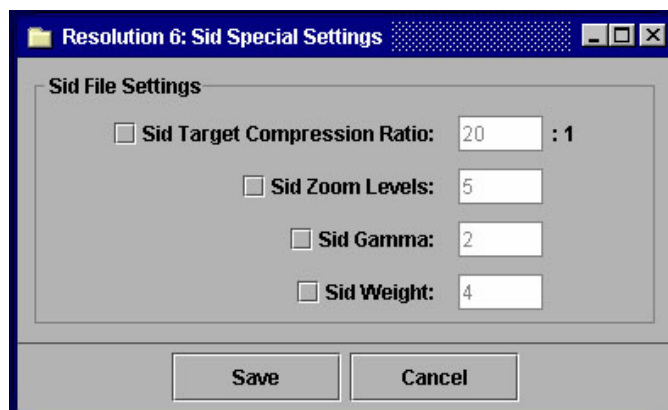 Resolution 6: Sid Special Settings
Sid File Settings
Sid Target Compression Ratio: 20 : 1
Sid Zoom Levels: 5
Sid Gamma: 2
Sid Weight: 4
Save Cancel